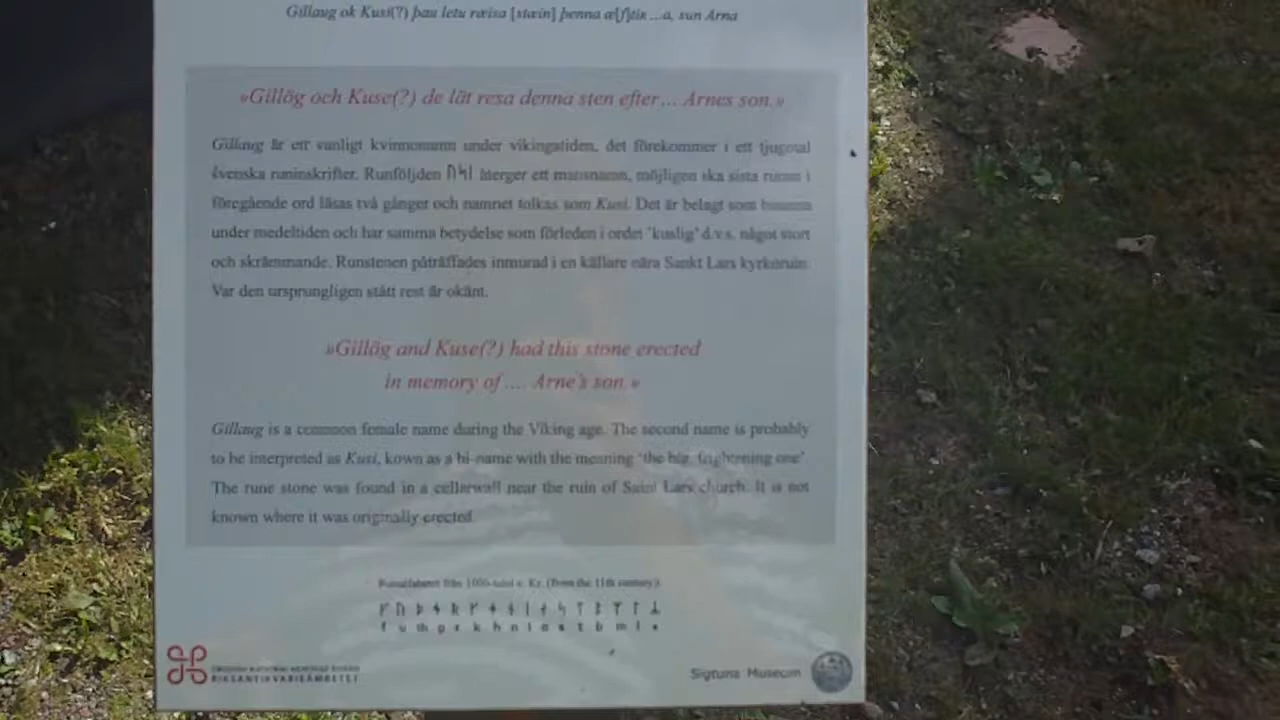 Gillaug ok Kusi(?) þau letu ræisa [stæin] þenna æ[f]tiʀ ...a, sun Arna
»Gillög och Kuse(?) de lät resa denna sten efter... Arnes son.»
Gillaug är ett vanligt kvinnonamn under vikingatiden, det förekommer i ett tjugotal
svenska runinskrifter. Runföljden ᚢᛋᛁ återger ett mansnamn, möjligen ska sista runan i
föregående ord läsas två gånger och namnet tolkas som Kusi. Det är belagt som binamn
under medeltiden och har samma betydelse som förleden i ordet 'kuslig' d.v.s. något stort
och skrämmande. Runstenen påträffades inmurad i en källare nära Sankt Lars kyrkoruin.
Var den ursprungligen stått rest är okänt.
»Gillög and Kuse(?) had this stone erected
in memory of .... Arne's son.»
Gillaug is a common female name during the Viking age. The second name is probably
to be interpreted as Kusi, kown as a bi-name with the meaning 'the big, frightening one'.
The rune stone was found in a cellarwall near the ruin of Saint Lars church. It is not
known where it was originally erected.
Runalfabetet från 1000-talet e. Kr. (from the 11th century):
f u th o r k h n i a s t b m l ʀ
SWEDISH NATIONAL HERITAGE BOARD
RIKSANTIKVARIEÄMBETET
Sigtuna Museum